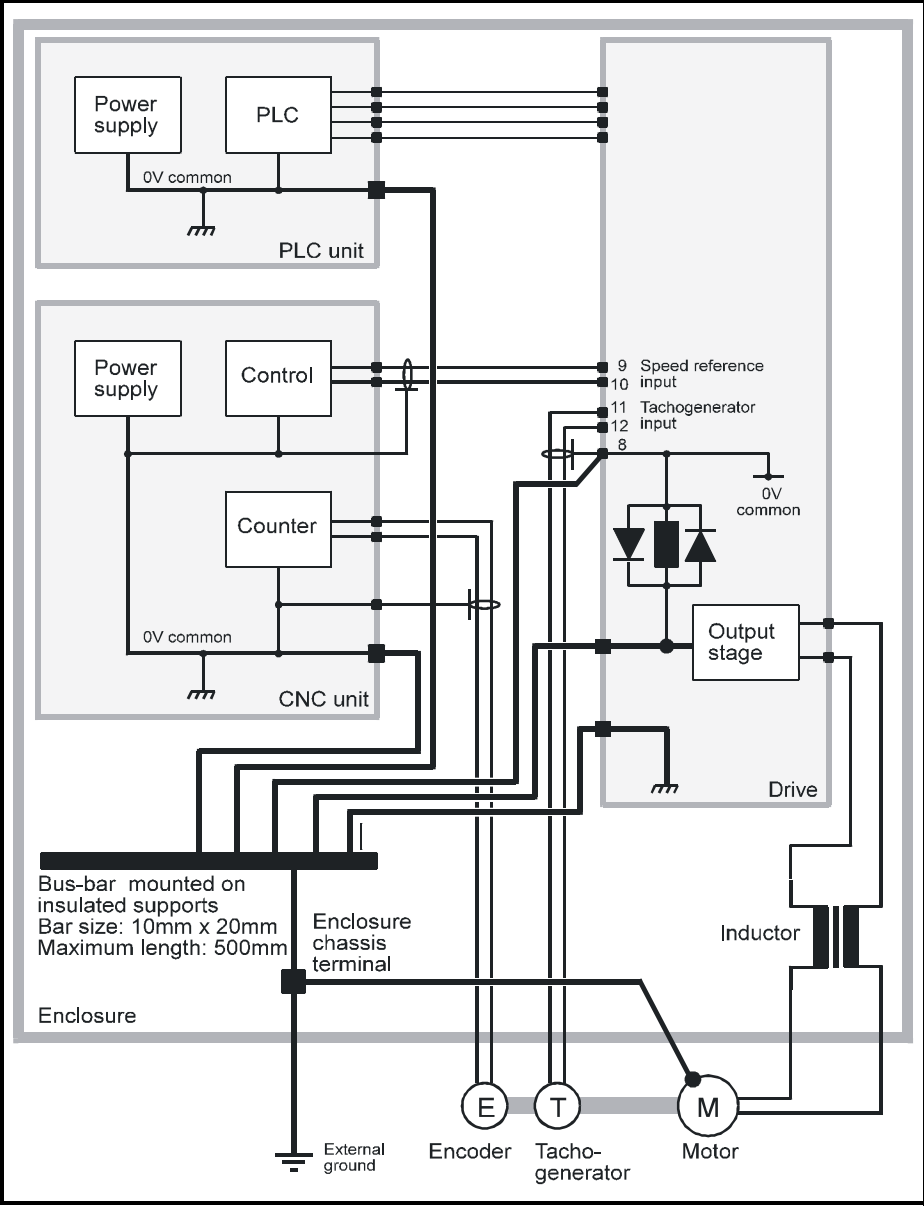 Power
supply
PLC
0V common
PLC unit
Power
supply
Control
Counter
0V common
CNC unit
9 Speed reference
10 input
11 Tachogenerator
12 input
8
0V
common
Output
stage
Drive
Bus-bar mounted on
insulated supports
Bar size: 10mm x 20mm
Maximum length: 500mm
Enclosure
chassis
terminal
Inductor
Enclosure
E
T
M
External
ground
Encoder
Tacho-
generator
Motor